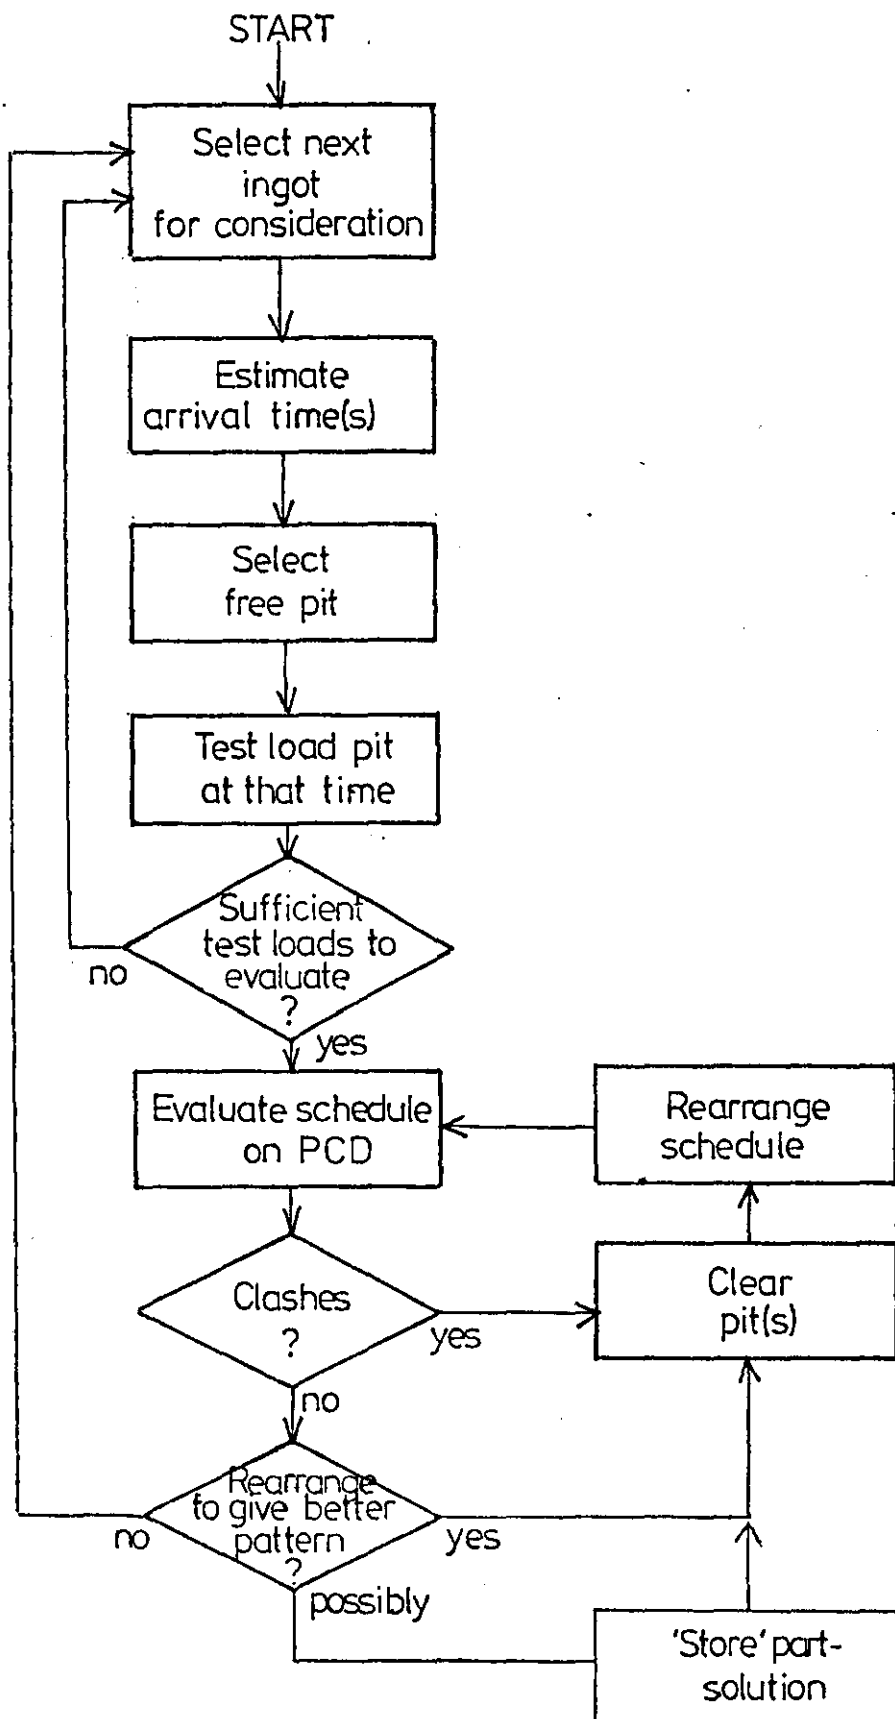 START
Select next
ingot
for consideration
Estimate
arrival time(s)
Select
free pit
Test load pit
at that time
Sufficient
test loads to
evaluate
?
no
yes
Evaluate schedule
on PCD
Rearrange
schedule
Clashes
?
yes
Clear
pit(s)
no
Rearrange
to give better
pattern
?
no
yes
possibly
'Store' part-
solution